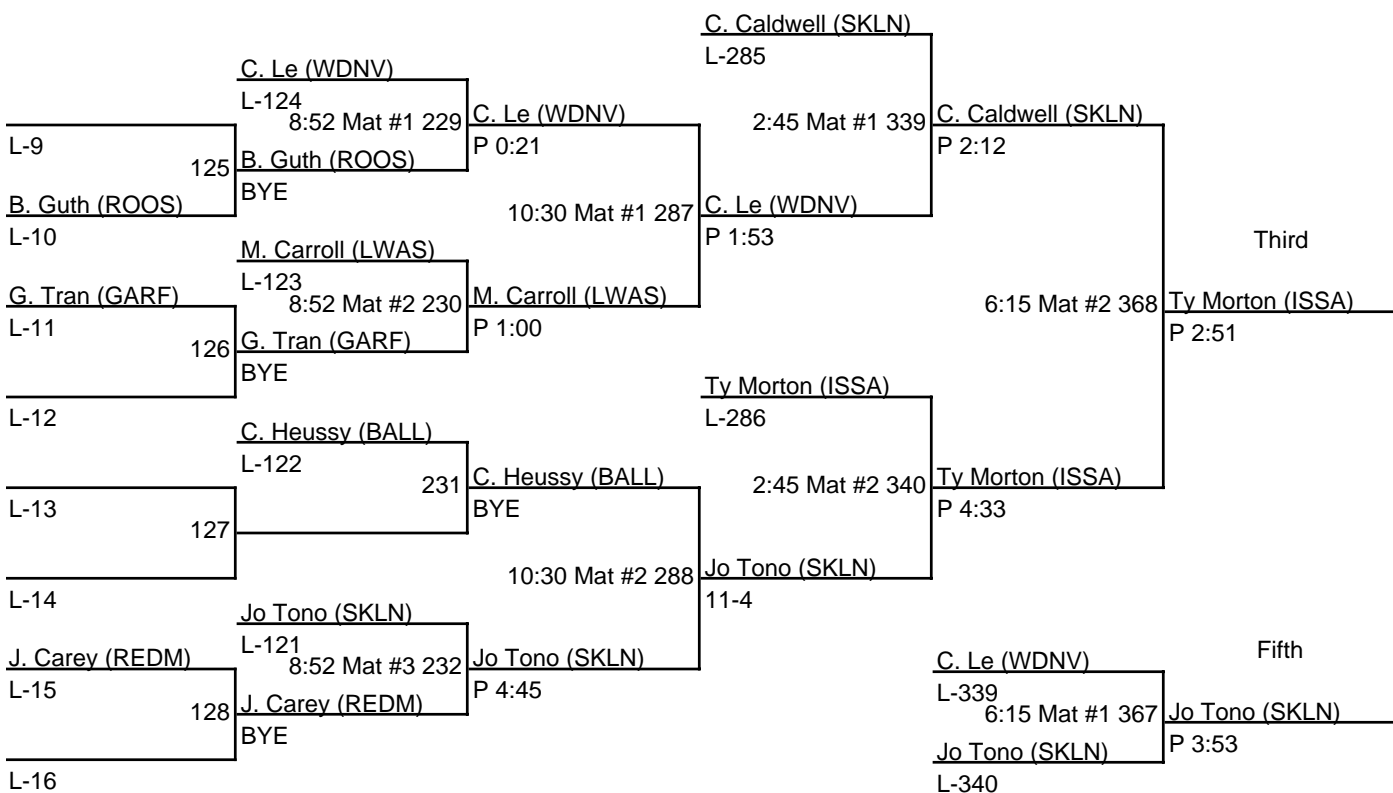 C. Caldwell (SKLN)
L-285
C. Le (WDNV)
L-124
8:52 Mat #1 229
C. Le (WDNV)
P 0:21
2:45 Mat #1 339
C. Caldwell (SKLN)
P 2:12
L-9
125
B. Guth (ROOS)
BYE
B. Guth (ROOS)
L-10
10:30 Mat #1 287
C. Le (WDNV)
P 1:53
Third
M. Carroll (LWAS)
L-123
G. Tran (GARF)
L-11
8:52 Mat #2 230
M. Carroll (LWAS)
P 1:00
6:15 Mat #2 368
Ty Morton (ISSA)
P 2:51
126
G. Tran (GARF)
BYE
L-12
Ty Morton (ISSA)
L-286
C. Heussy (BALL)
L-122
231
C. Heussy (BALL)
BYE
2:45 Mat #2 340
Ty Morton (ISSA)
P 4:33
L-13
127
L-14
10:30 Mat #2 288
Jo Tono (SKLN)
11-4
Jo Tono (SKLN)
L-121
J. Carey (REDM)
L-15
8:52 Mat #3 232
Jo Tono (SKLN)
P 4:45
128
J. Carey (REDM)
BYE
L-16
Fifth
C. Le (WDNV)
L-339
6:15 Mat #1 367
Jo Tono (SKLN)
P 3:53
Jo Tono (SKLN)
L-340